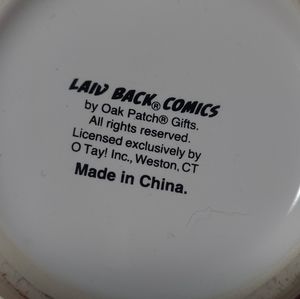 LAID BACK® COMICS
by Oak Patch® Gifts.
All rights reserved.
Licensed exclusively by
O Tay! Inc., Weston, CT
Made in China.